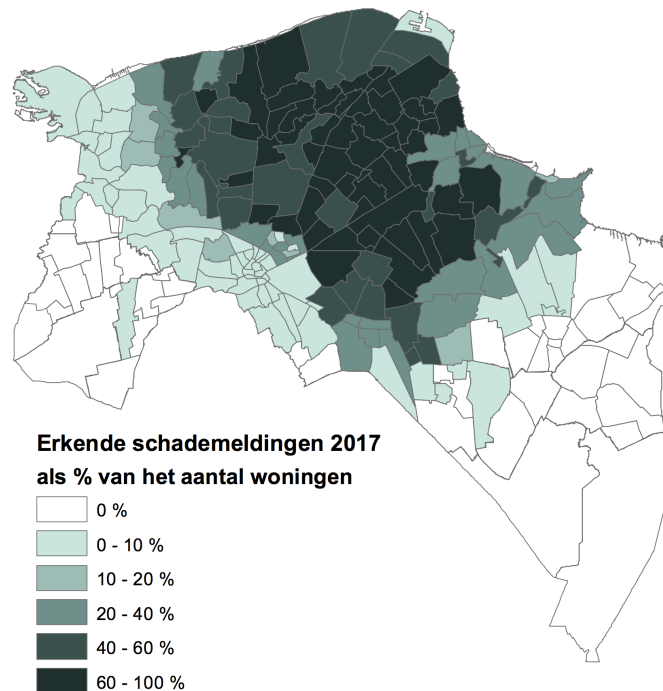 Erkende schademeldingen 2017
als % van het aantal woningen
0 %
0 - 10 %
10 - 20 %
20 - 40 %
40 - 60 %
60 - 100 %